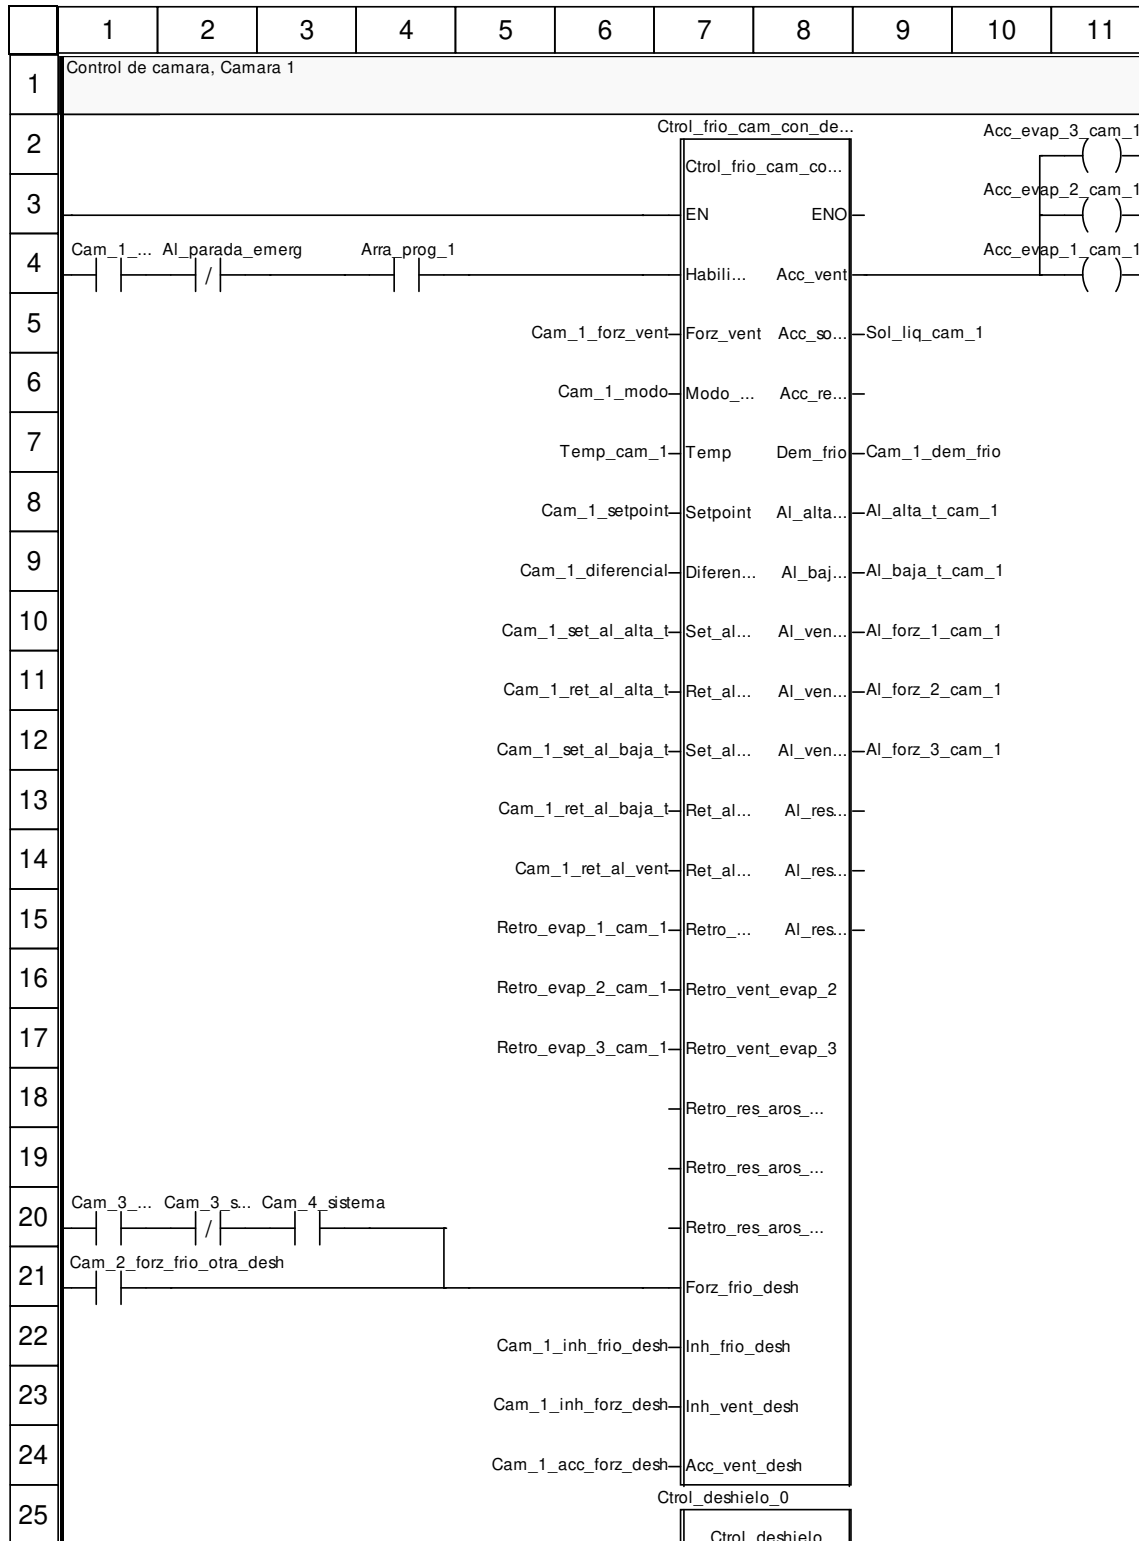 1 2 3 4 5 6 7 8 9 10 11
1 Control de camara, Camara 1
Ctrol_frio_cam_con_de...
2 Ctrol_frio_cam_co... Acc_evap_3_cam_1
3 EN ENO Acc_evap_2_cam_1
4 Cam_1_... Al_parada_emerg Arra_prog_1 Habili... Acc_vent Acc_evap_1_cam_1
5 Cam_1_forz_vent Forz_vent Acc_so... Sol_liq_cam_1
6 Cam_1_modo Modo_... Acc_re...
7 Temp_cam_1 Temp Dem_frio Cam_1_dem_frio
8 Cam_1_setpoint Setpoint Al_alta... Al_alta_t_cam_1
9 Cam_1_diferencial Diferen... Al_baj... Al_baja_t_cam_1
10 Cam_1_set_al_alta_t Set_al... Al_ven... Al_forz_1_cam_1
11 Cam_1_ret_al_alta_t Ret_al... Al_ven... Al_forz_2_cam_1
12 Cam_1_set_al_baja_t Set_al... Al_ven... Al_forz_3_cam_1
13 Cam_1_ret_al_baja_t Ret_al... Al_res...
14 Cam_1_ret_al_vent Ret_al... Al_res...
15 Retro_evap_1_cam_1 Retro_... Al_res...
16 Retro_evap_2_cam_1 Retro_vent_evap_2
17 Retro_evap_3_cam_1 Retro_vent_evap_3
18 Retro_res_aros_...
19 Retro_res_aros_...
20 Cam_3_... Cam_3_s... Cam_4_sistema Retro_res_aros_...
21 Cam_2_forz_frio_otra_desh Forz_frio_desh
22 Cam_1_inh_frio_desh Inh_frio_desh
23 Cam_1_inh_forz_desh Inh_vent_desh
24 Cam_1_acc_forz_desh Acc_vent_desh
Ctrol_deshielo_0
25 Ctrol_deshielo